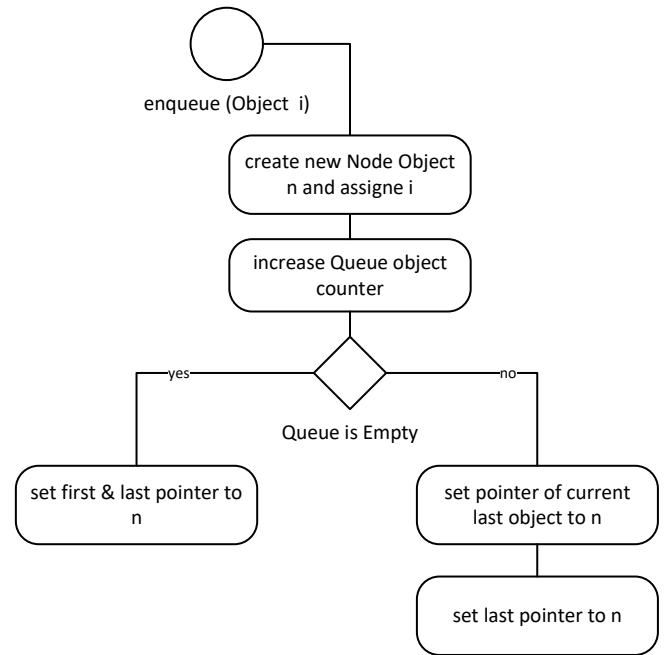 enqueue (Object  i)
create new Node Object
n and assigne i
increase Queue object
counter
yes
no
Queue is Empty
set first & last pointer to
n
set pointer of current
last object to n
set last pointer to n